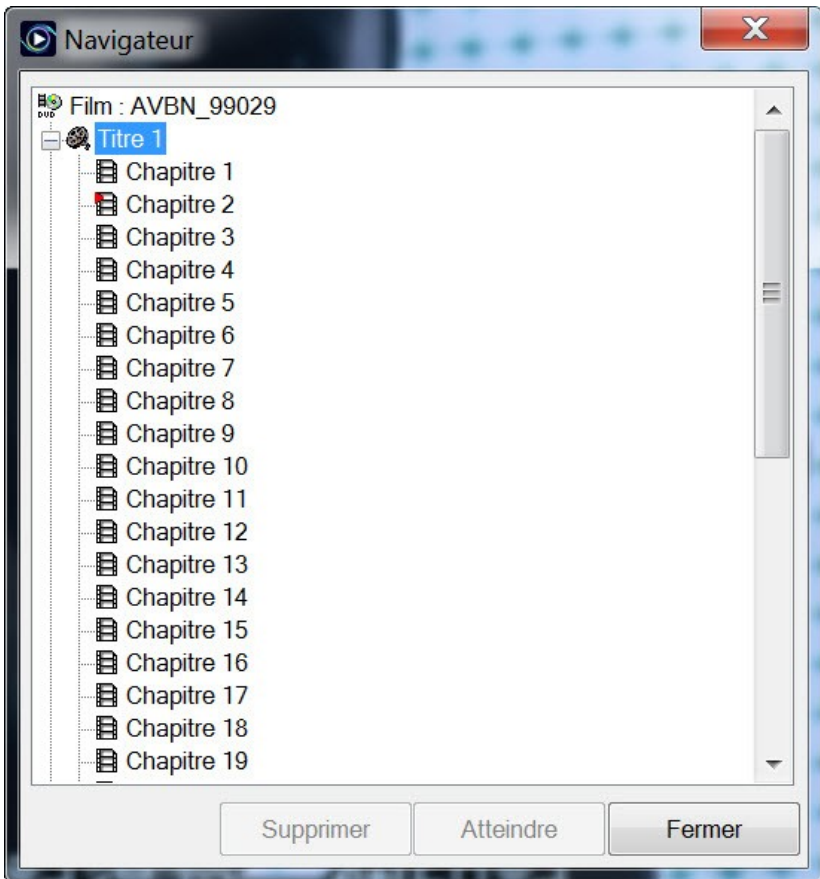 Navigateur
Film : AVBN_99029
DVD
Titre 1
Chapitre 1
Chapitre 2
Chapitre 3
Chapitre 4
Chapitre 5
Chapitre 6
Chapitre 7
Chapitre 8
Chapitre 9
Chapitre 10
Chapitre 11
Chapitre 12
Chapitre 13
Chapitre 14
Chapitre 15
Chapitre 16
Chapitre 17
Chapitre 18
Chapitre 19
Supprimer Atteindre Fermer